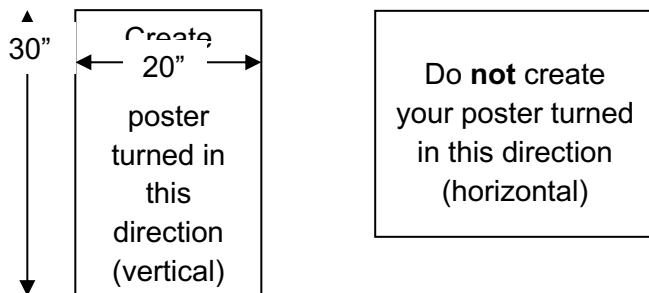 Create
30”
20”
poster
turned in
this
direction
(vertical)
Do not create
your poster turned
in this direction
(horizontal)